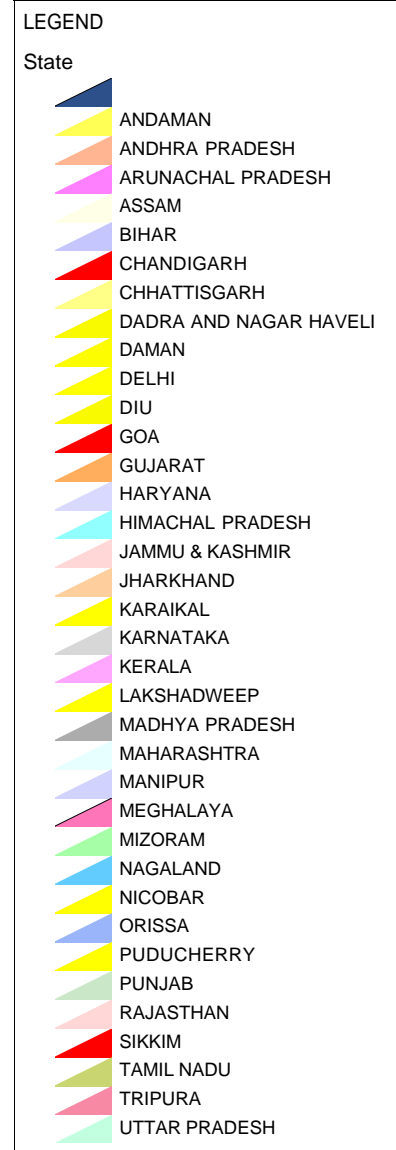 LEGEND
State
ANDAMAN
ANDHRA PRADESH
ARUNACHAL PRADESH
ASSAM
BIHAR
CHANDIGARH
CHHATTISGARH
DADRA AND NAGAR HAVELI
DAMAN
DELHI
DIU
GOA
GUJARAT
HARYANA
HIMACHAL PRADESH
JAMMU & KASHMIR
JHARKHAND
KARAIKAL
KARNATAKA
KERALA
LAKSHADWEEP
MADHYA PRADESH
MAHARASHTRA
MANIPUR
MEGHALAYA
MIZORAM
NAGALAND
NICOBAR
ORISSA
PUDUCHERRY
PUNJAB
RAJASTHAN
SIKKIM
TAMIL NADU
TRIPURA
UTTAR PRADESH